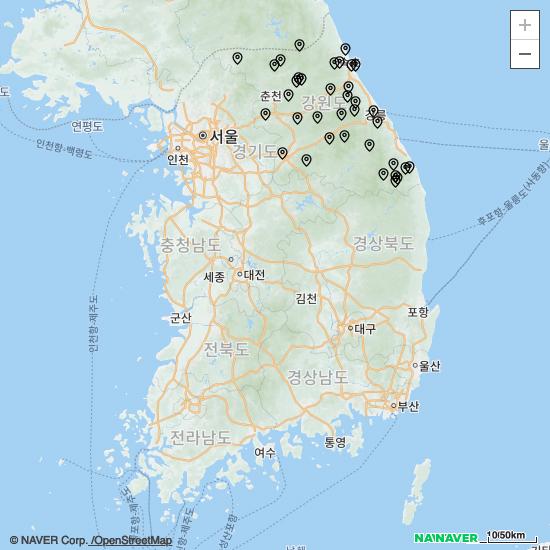 +
−
춘천
강원도
강릉
연평도
서울
인천항-백령도
인천
경기도
울
후포항-울릉도(사동항)
충청남도
경상북도
세종
대전
인천항-제주도
김천
군산
포항
전라북도
대구
경상남도
울산
부산
전라남도
여수
통영
© NAVER Corp. /OpenStreetMap
NAVER
10/50km